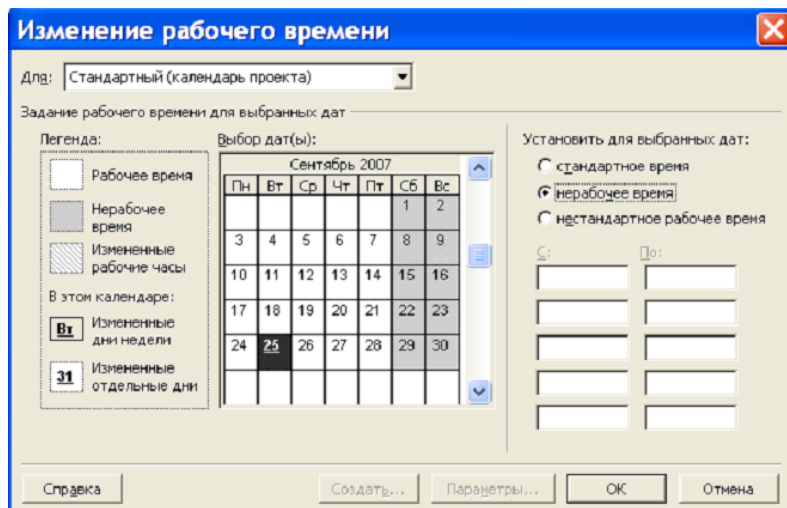 Изменение рабочего времени
Для: Стандартный (календарь проекта)
Задание рабочего времени для выбранных дат
Легенда:
Рабочее время
Нерабочее
время
Измененные
рабочие часы
В этом календаре:
Вт
Измененные
дни недели
31
Измененные
отдельные дни
Выбор дат(ы):
Сентябрь 2007
Пн Вт Ср Чт Пт Сб Вс
1 2
3 4 5 6 7 8 9
10 11 12 13 14 15 16
17 18 19 20 21 22 23
24 25 26 27 28 29 30
Установить для выбранных дат:
стандартное время
нерабочее время
нестандартное рабочее время
С: По:
Справка Создать... Параметры... ОК Отмена